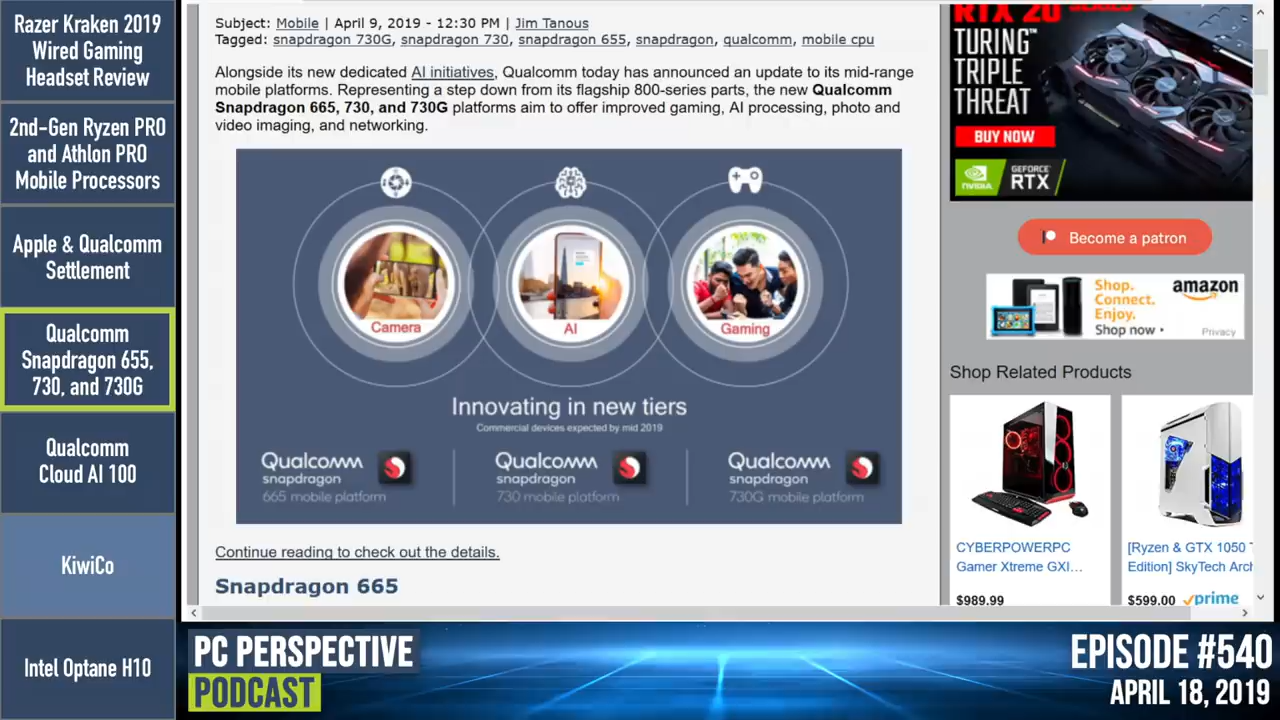 Razer Kraken 2019
Wired Gaming
Headset Review
2nd-Gen Ryzen PRO
and Athlon PRO
Mobile Processors
Apple & Qualcomm
Settlement
Qualcomm
Snapdragon 655,
730, and 730G
Qualcomm
Cloud AI 100
KiwiCo
Intel Optane H10
Subject: Mobile | April 9, 2019 - 12:30 PM | Jim Tanous
Tagged: snapdragon 730G, snapdragon 730, snapdragon 655, snapdragon, qualcomm, mobile cpu
Alongside its new dedicated AI initiatives, Qualcomm today has announced an update to its mid-range
mobile platforms. Representing a step down from its flagship 800-series parts, the new Qualcomm
Snapdragon 665, 730, and 730G platforms aim to offer improved gaming, AI processing, photo and
video imaging, and networking.
Camera
AI
Gaming
Innovating in new tiers
Commercial devices expected by mid 2019
Qualcomm
snapdragon
665 mobile platform
Qualcomm
snapdragon
730 mobile platform
Qualcomm
snapdragon
730G mobile platform
Continue reading to check out the details.
Snapdragon 665
RTX 20 SERIES
TURING™
TRIPLE
THREAT
BUY NOW
NVIDIA
GEFORCE
RTX
Become a patron
Shop.
Connect.
Enjoy.
Shop now
amazon
Privacy
Shop Related Products
CYBERPOWERPC
Gamer Xtreme GXI...
$989.99
[Ryzen & GTX 1050 T
Edition] SkyTech Arch
$599.00 prime
PC PERSPECTIVE
PODCAST
EPISODE #540
APRIL 18, 2019